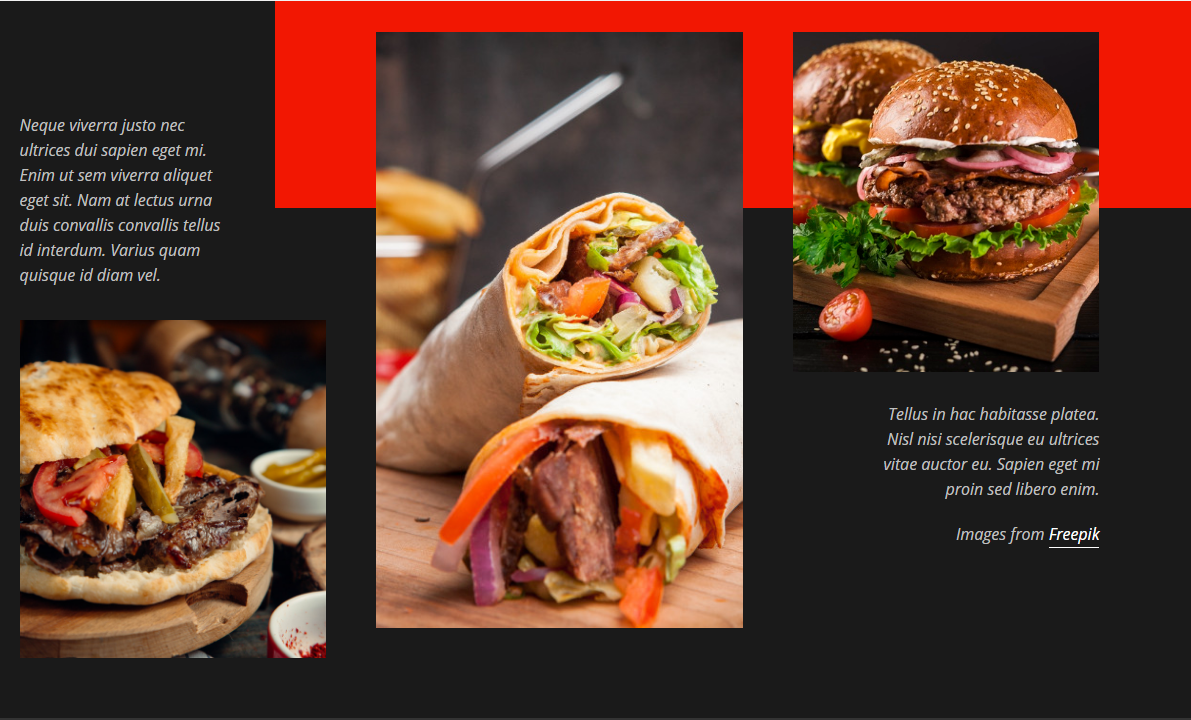 Neque viverra justo nec
ultrices dui sapien eget mi.
Enim ut sem viverra aliquet
eget sit. Nam at lectus urna
duis convallis convallis tellus
id interdum. Varius quam
quisque id diam vel.
Tellus in hac habitasse platea.
Nisl nisi scelerisque eu ultrices
vitae auctor eu. Sapien eget mi
proin sed libero enim.
Images from Freepik